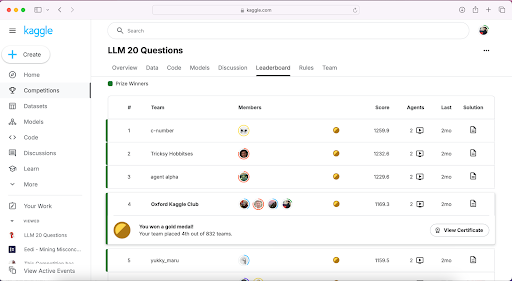 kaggle.com
kaggle
Search
Create
Home
Competitions
Datasets
Models
Code
Discussions
Learn
More
Your Work
VIEWED
LLM 20 Questions
Eedi - Mining Misconc...
View Active Events
LLM 20 Questions
Overview Data Code Models Discussion Leaderboard Rules Team
Prize Winners
# Team Members Score Agents Last Solution
1 c-number 1259.9 2 2mo
2 Tricksy Hobbitses 1232.6 2 2mo
3 agent alpha 1229.6 2 2mo
4 Oxford Kaggle Club 1169.3 2 2mo
You won a gold medal!
Your team placed 4th out of 832 teams.
View Certificate
5 yukky_maru 1159.5 2 2mo